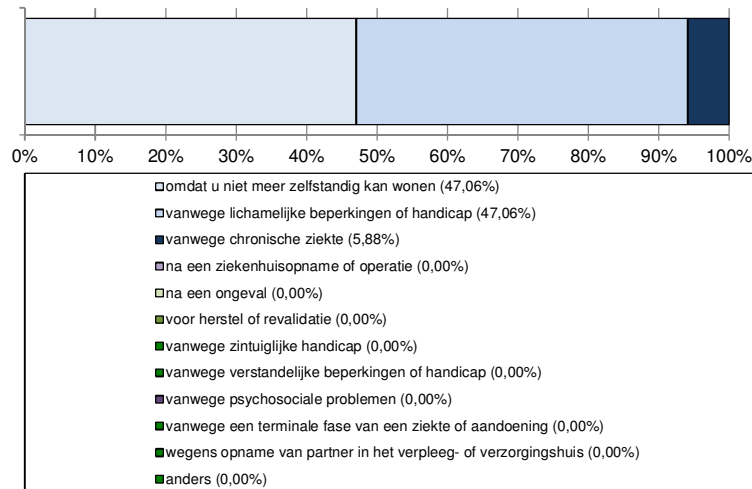 0% 10% 20% 30% 40% 50% 60% 70% 80% 90% 100%
omdat u niet meer zelfstandig kan wonen (47,06%)
vanwege lichamelijke beperkingen of handicap (47,06%)
vanwege chronische ziekte (5,88%)
na een ziekenhuisopname of operatie (0,00%)
na een ongeval (0,00%)
voor herstel of revalidatie (0,00%)
vanwege zintuiglijke handicap (0,00%)
vanwege verstandelijke beperkingen of handicap (0,00%)
vanwege psychosociale problemen (0,00%)
vanwege een terminale fase van een ziekte of aandoening (0,00%)
wegens opname van partner in het verpleeg- of verzorgingshuis (0,00%)
anders (0,00%)